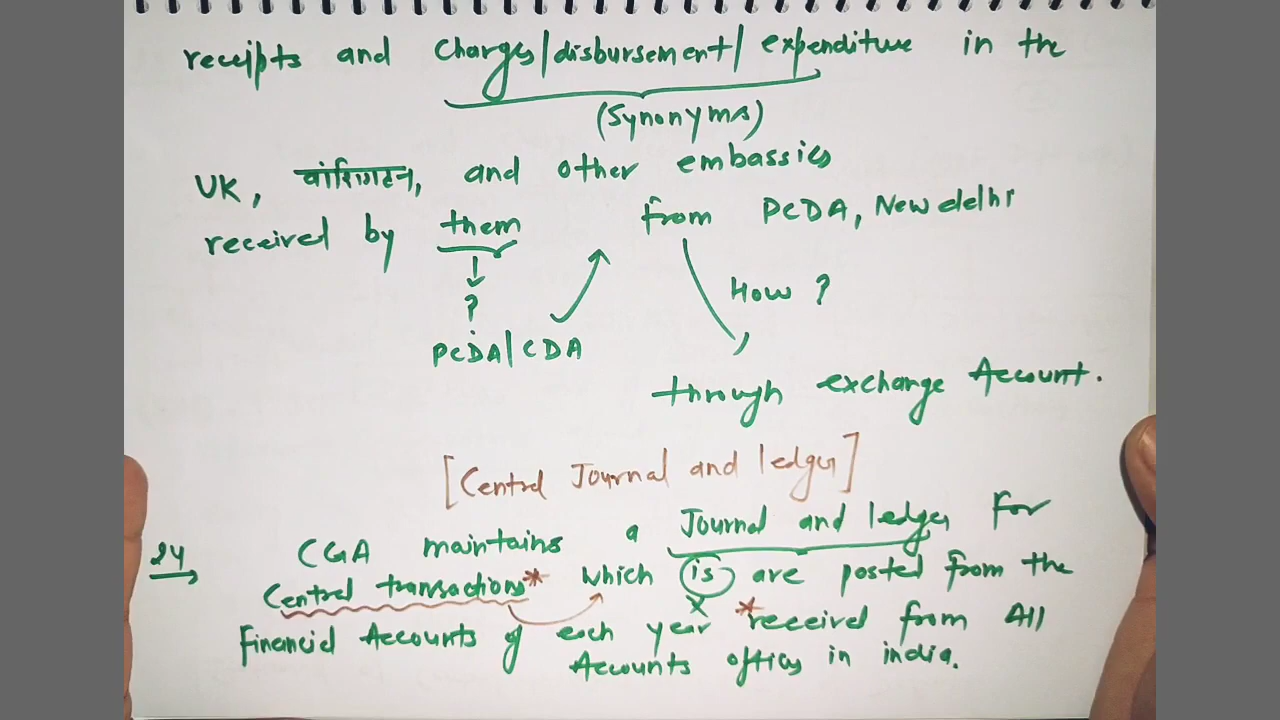 receipts and charges/disbursement/expenditure in the
(Synonyms)
UK, वाशिंगटन, and other embassies
received by them from PCDA, New delhi
?
How ?
PCDA/CDA
through exchange Account.
[Central Journal and ledger]
24 CGA maintains a Journal and ledger for
Central transactions* which is are posted from the
x
Financial Accounts of each year *received from All
Accounts offices in india.